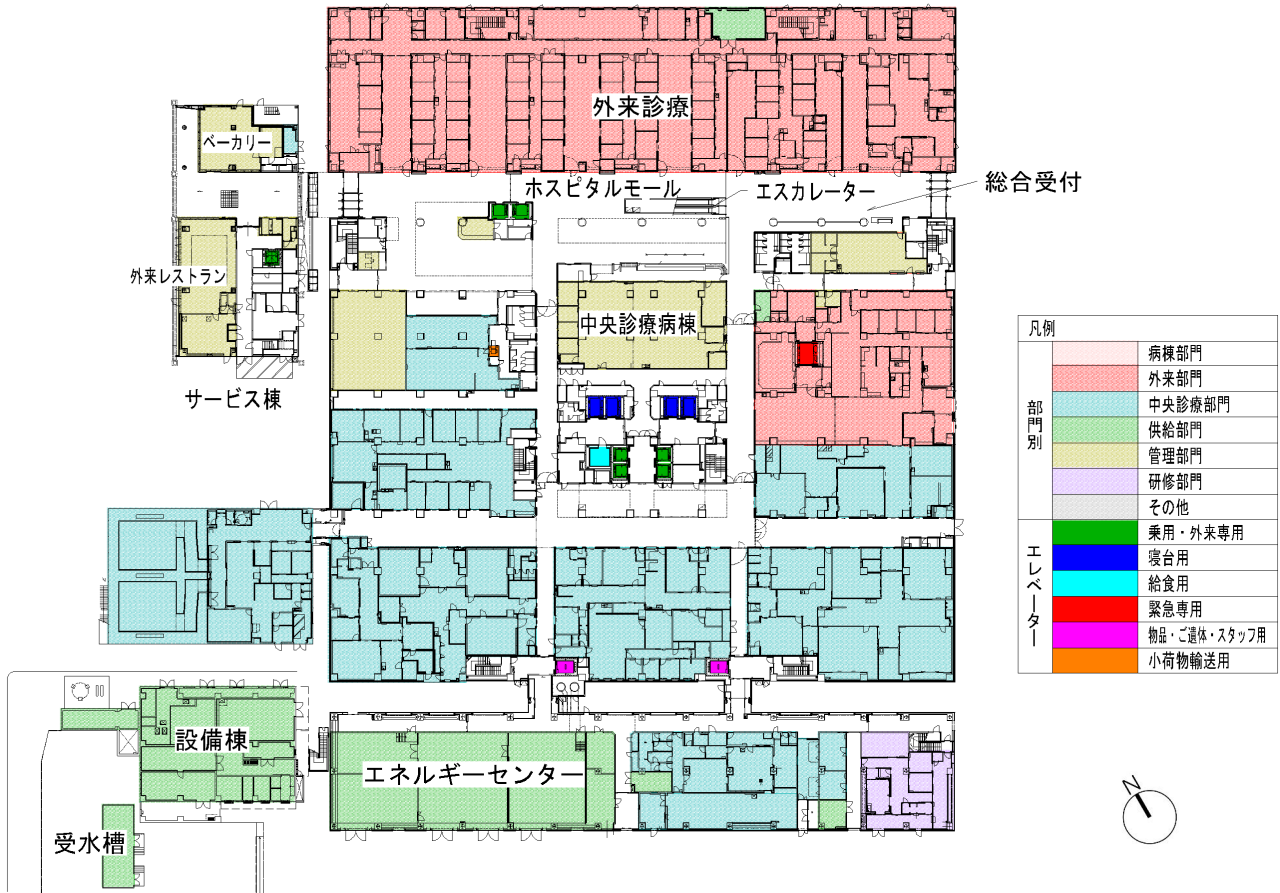 外来診療
ベーカリー
ホスピタルモール
エスカレーター
総合受付
外来レストラン
中央診療病棟
サービス棟
凡例
部門別
病棟部門
外来部門
中央診療部門
供給部門
管理部門
研修部門
その他
エレベーター
乗用・外来専用
寝台用
給食用
緊急専用
物品・ご遺体・スタッフ用
小荷物輸送用
設備棟
エネルギーセンター
受水槽
N